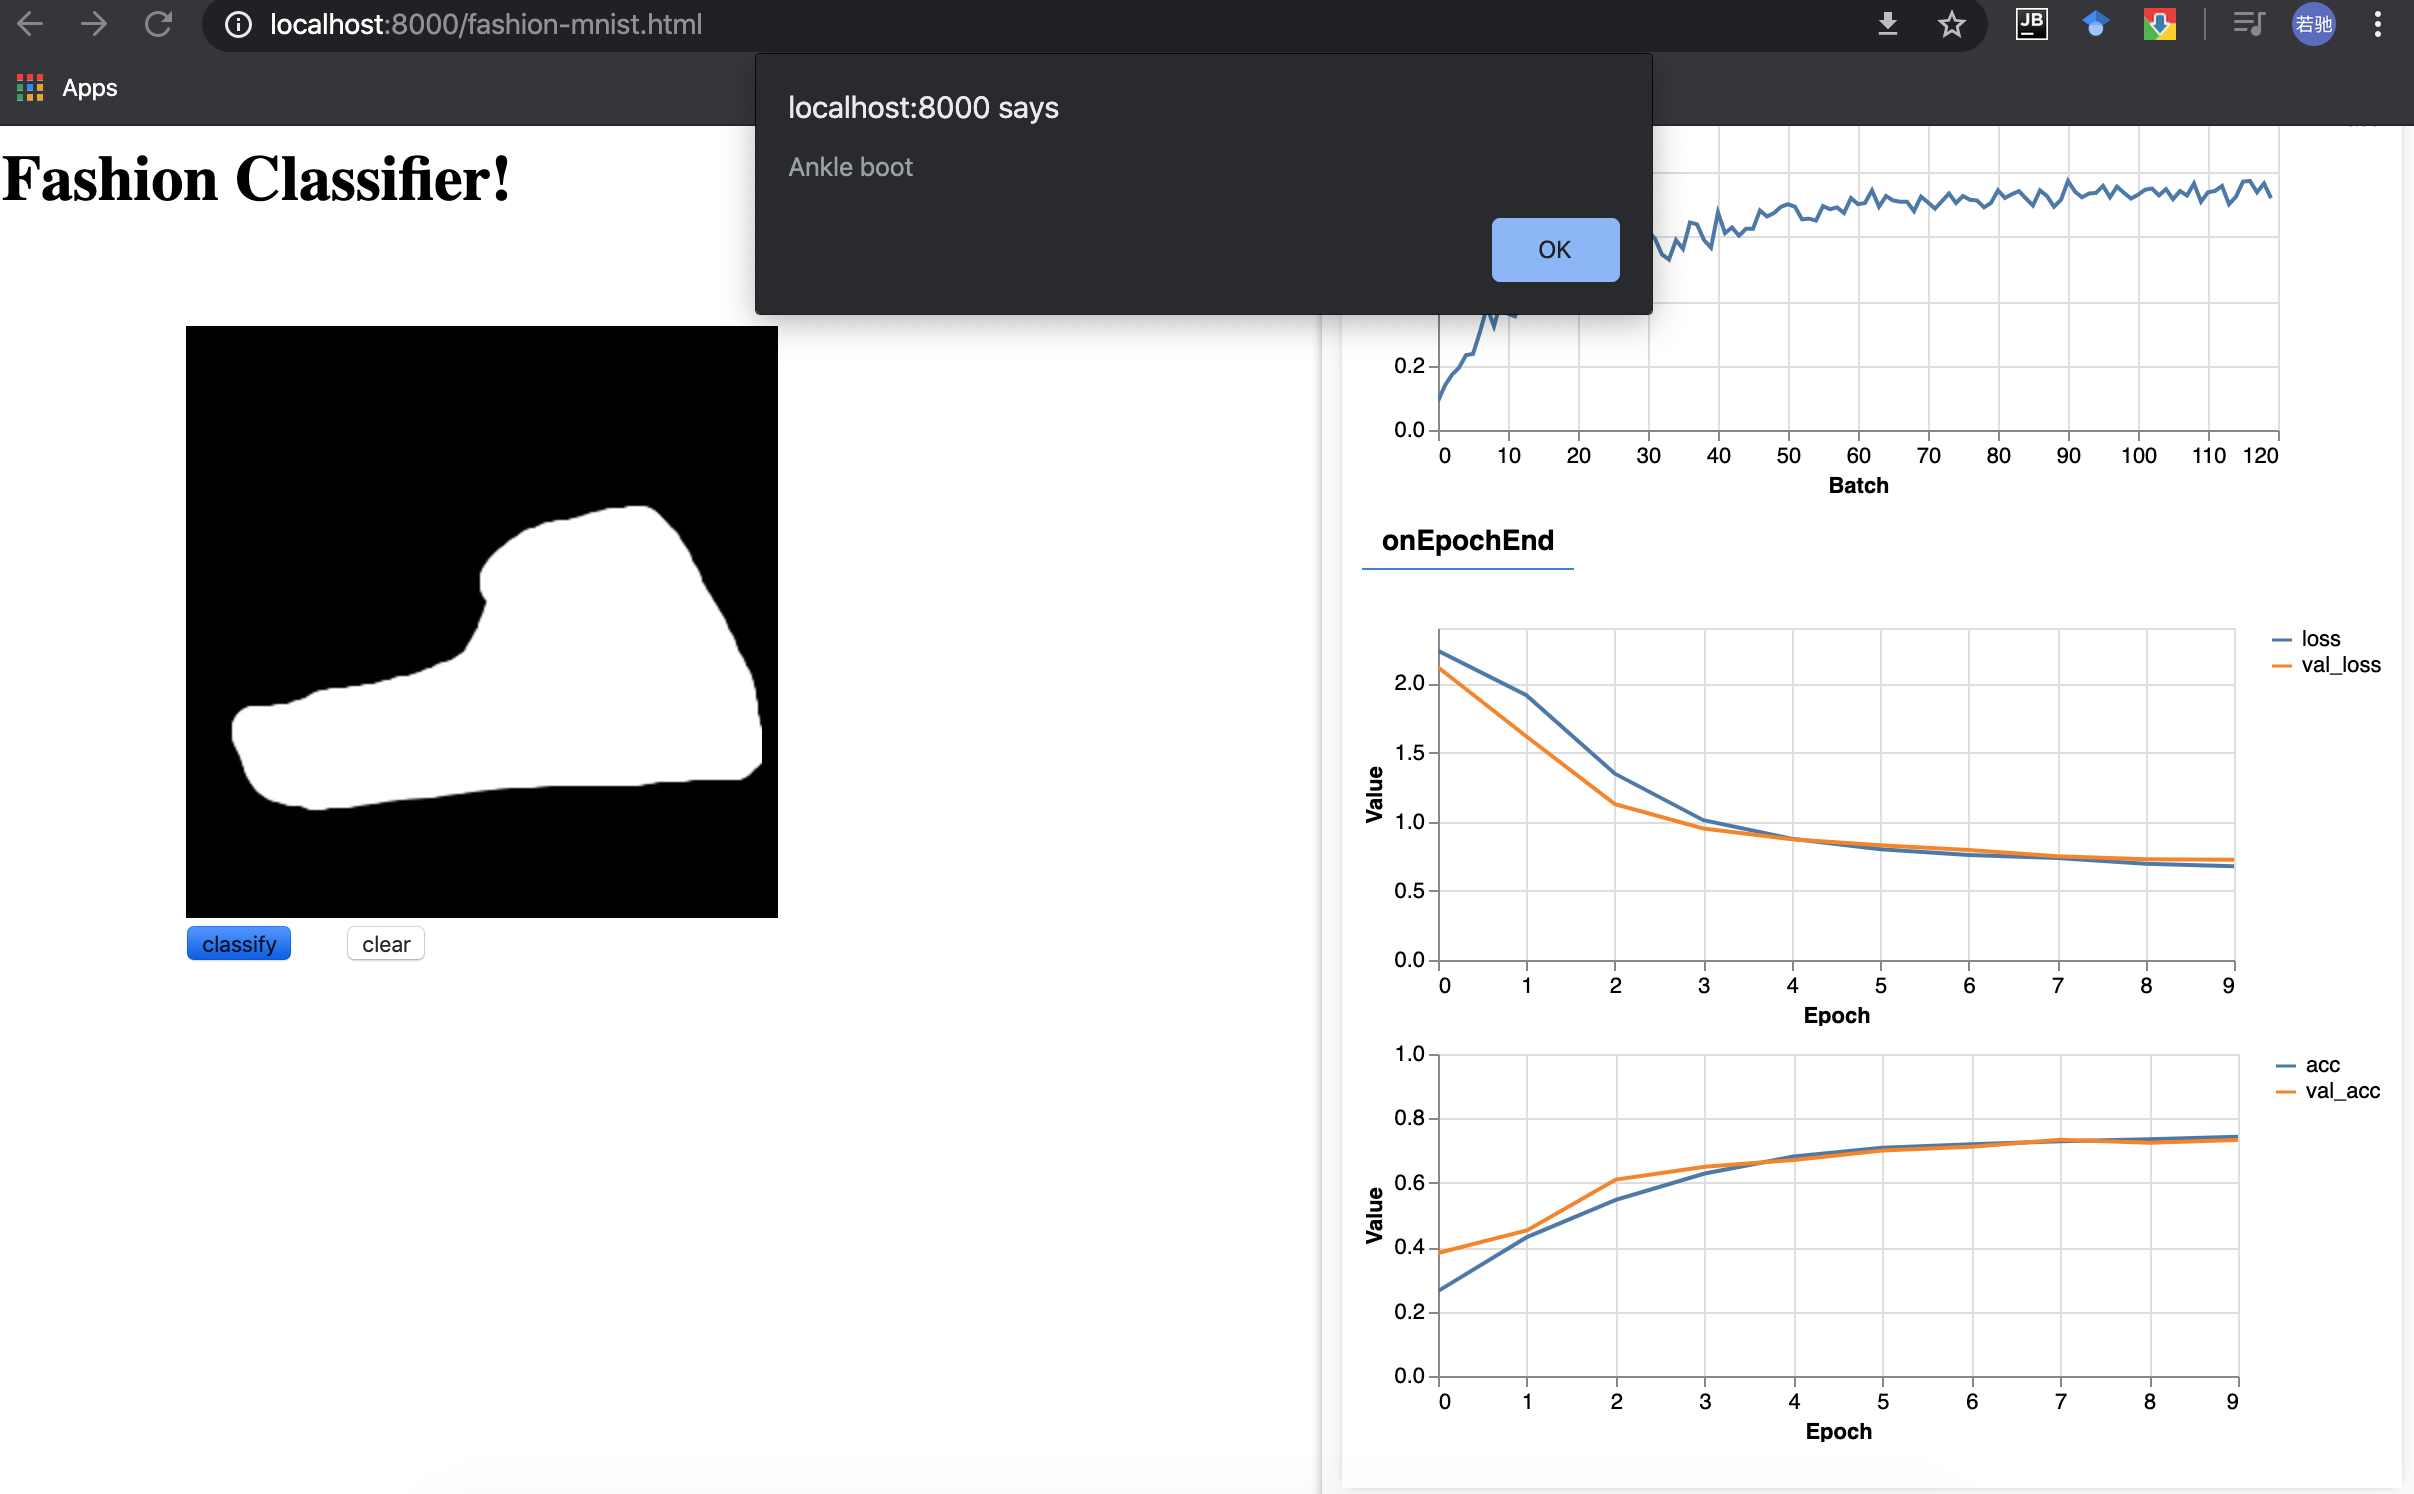 localhost:8000/fashion-mnist.html
JB
若驰
Apps
localhost:8000 says
Ankle boot
OK
Fashion Classifier!
classify
clear
0.2
0.0
0 10 20 30 40 50 60 70 80 90 100 110 120
Batch
onEpochEnd
loss
val_loss
2.0
1.5
1.0
0.5
0.0
Value
0 1 2 3 4 5 6 7 8 9
Epoch
acc
val_acc
1.0
0.8
0.6
0.4
0.2
0.0
Value
0 1 2 3 4 5 6 7 8 9
Epoch